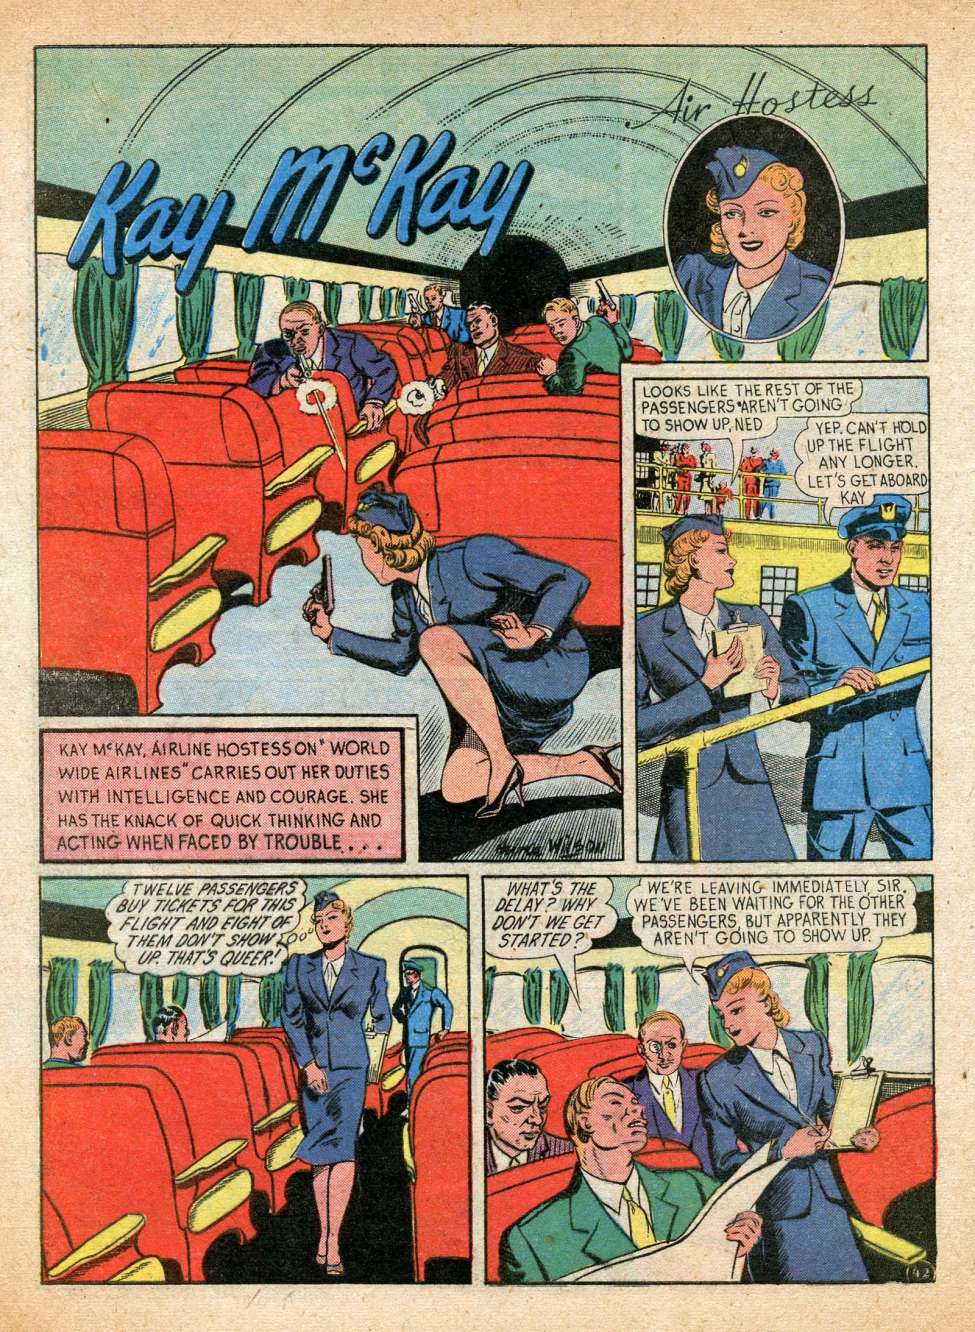 Air Hostess
Kay McKay
LOOKS LIKE THE REST OF THE
PASSENGERS AREN'T GOING
TO SHOW UP, NED
YEP. CAN'T HOLD
UP THE FLIGHT
ANY LONGER.
LET'S GET ABOARD
KAY
KAY McKAY, AIRLINE HOSTESS ON "WORLD
WIDE AIRLINES" CARRIES OUT HER DUTIES
WITH INTELLIGENCE AND COURAGE. SHE
HAS THE KNACK OF QUICK THINKING AND
ACTING WHEN FACED BY TROUBLE....
WILSON
TWELVE PASSENGERS
BUY TICKETS FOR THIS
FLIGHT AND EIGHT OF
THEM DON'T SHOW
UP. THAT'S QUEER!
WHAT'S THE
DELAY? WHY
DON'T WE GET
STARTED?
WE'RE LEAVING IMMEDIATELY, SIR.
WE'VE BEEN WAITING FOR THE OTHER
PASSENGERS, BUT APPARENTLY THEY
AREN'T GOING TO SHOW UP.
(42)